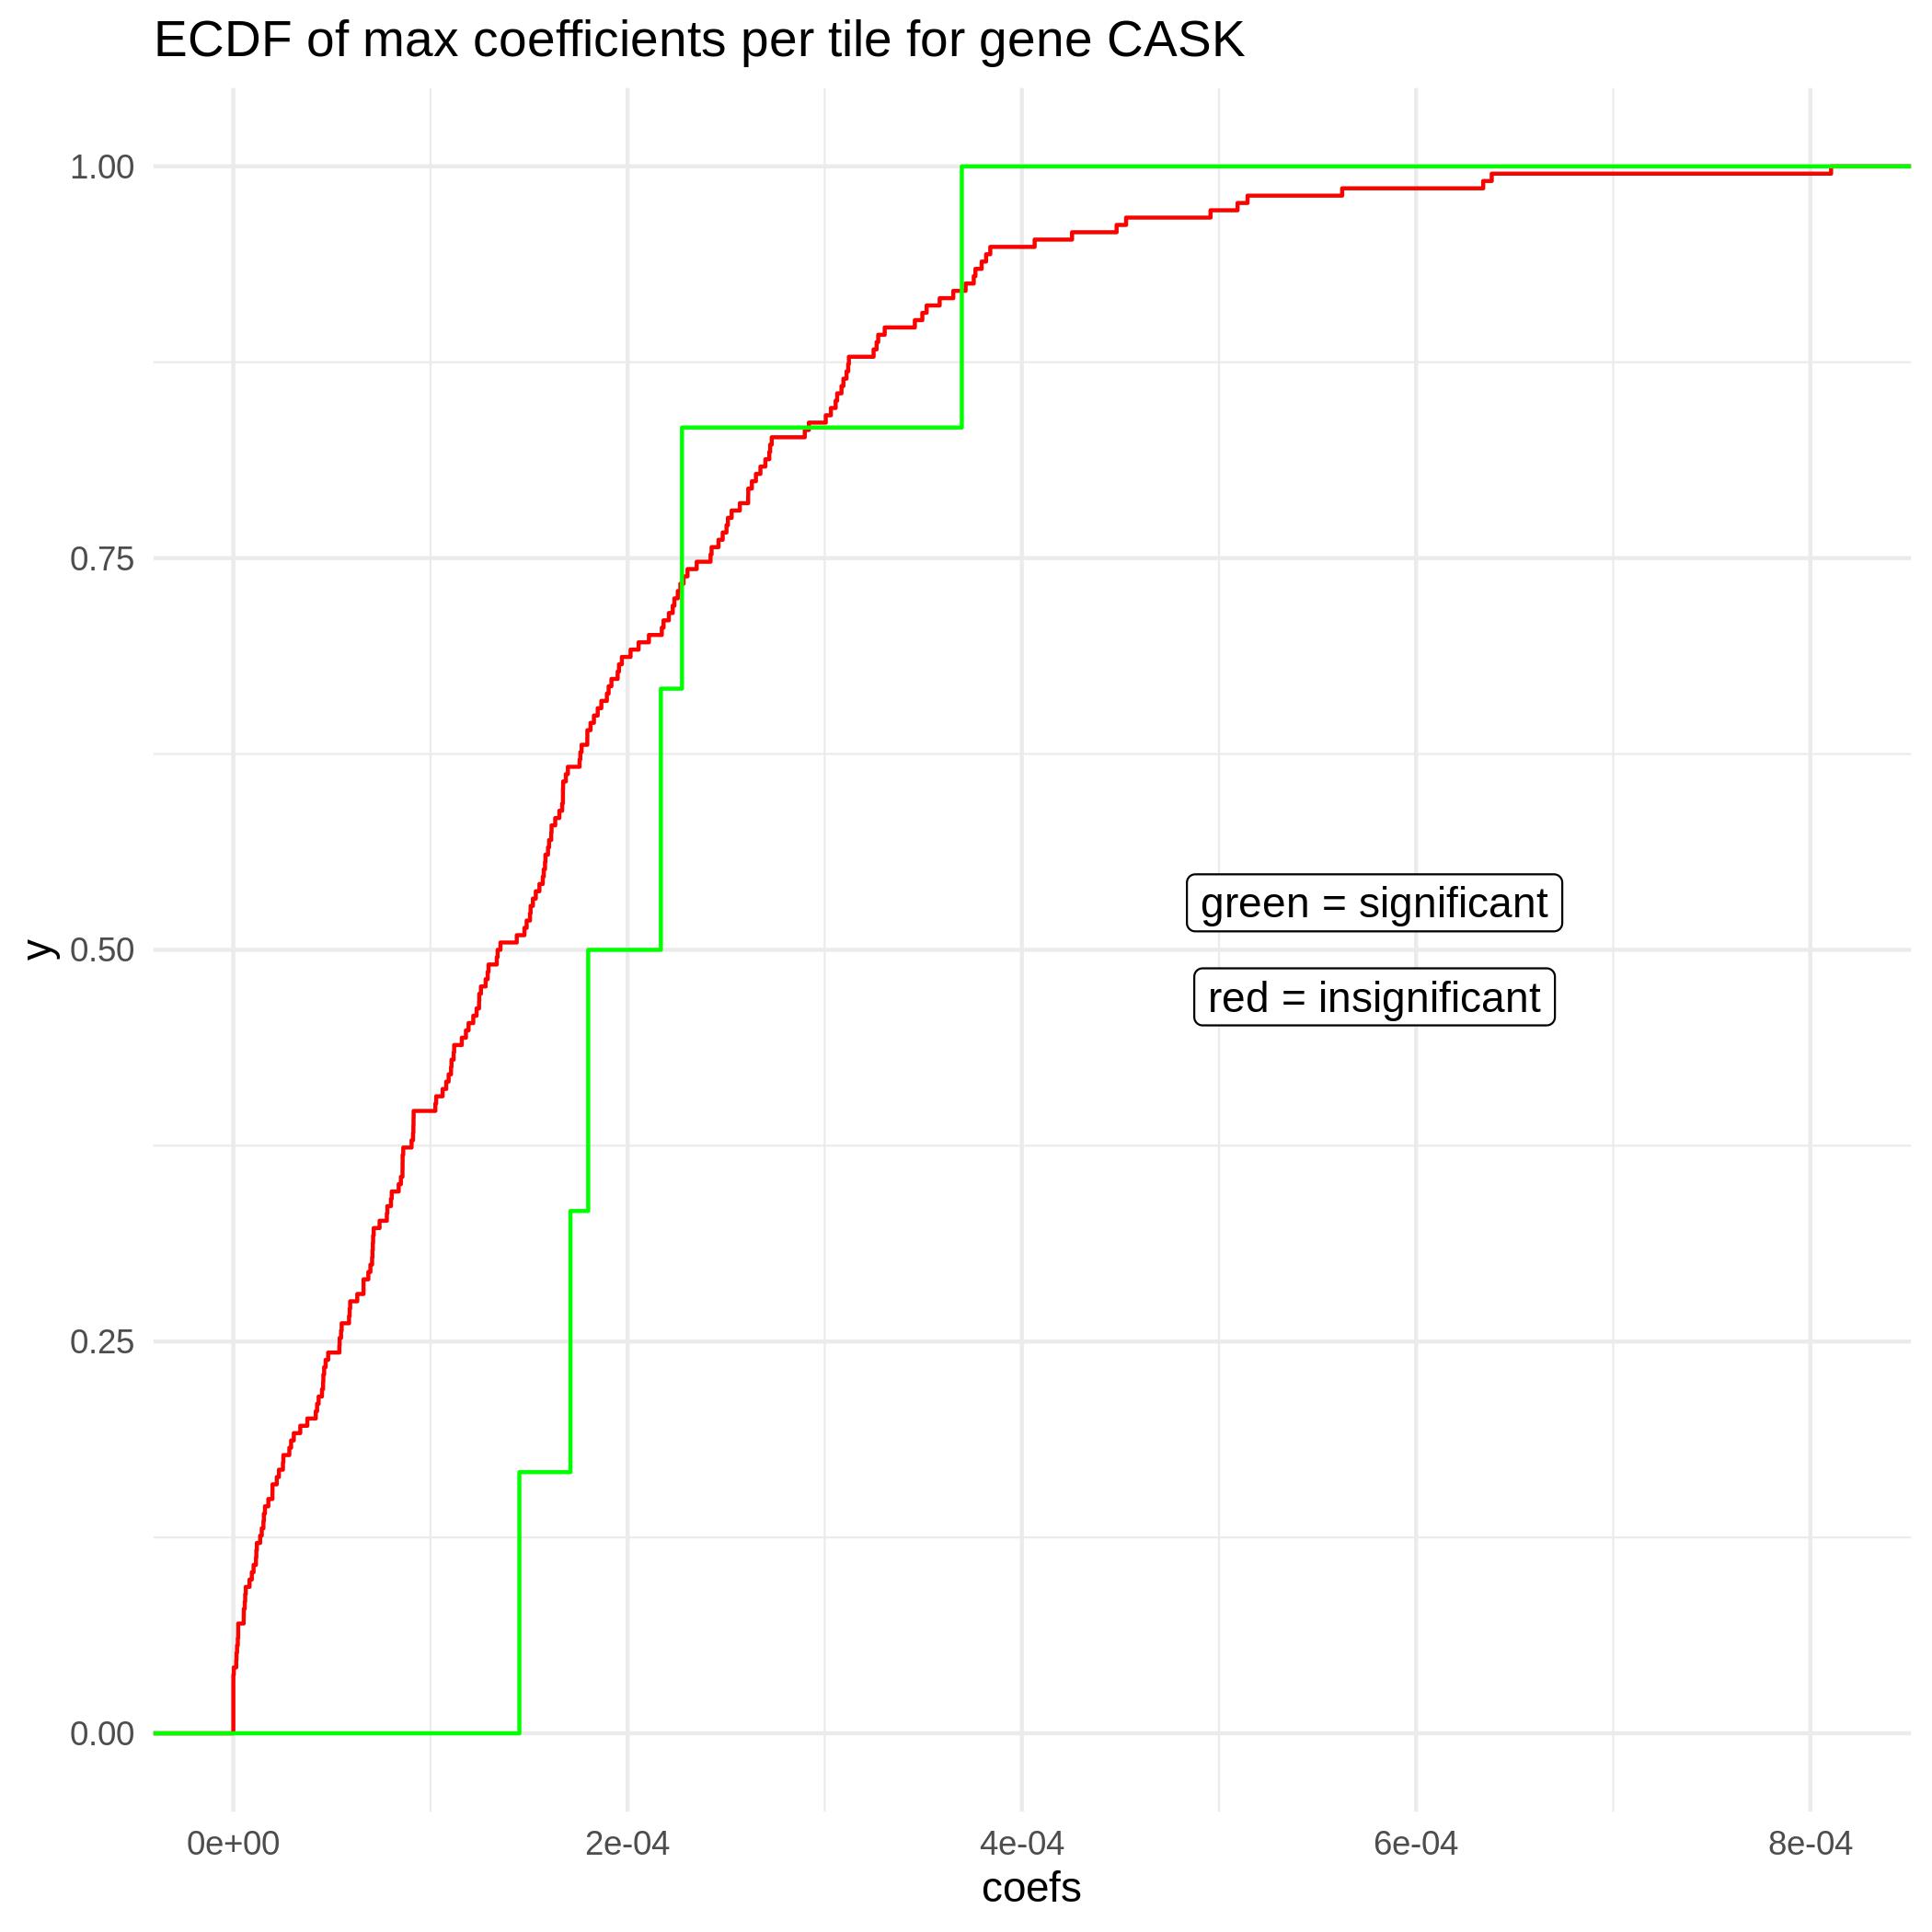 ECDF of max coefficients per tile for gene CASK
1.00
0.75
0.50
0.25
0.00
y
green = significant
red = insignificant
0e+00
2e-04
4e-04
6e-04
8e-04
coefs